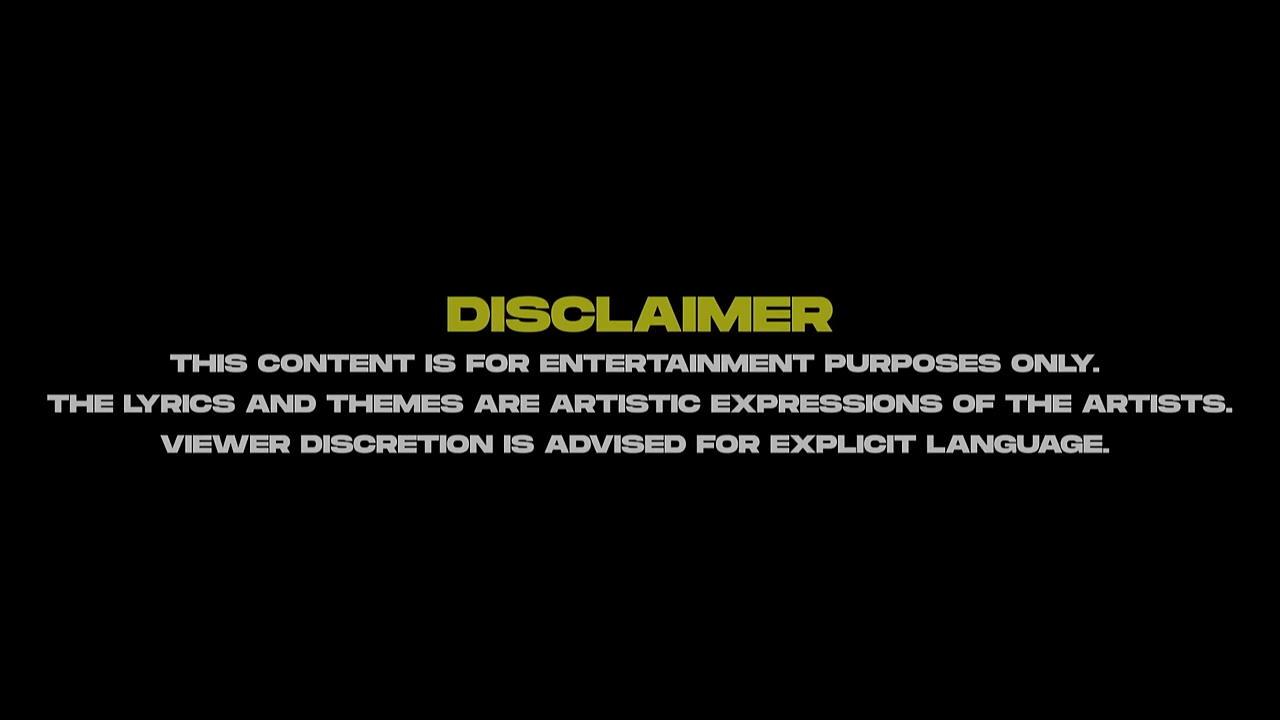 DISCLAIMER
THIS CONTENT IS FOR ENTERTAINMENT PURPOSES ONLY.
THE LYRICS AND THEMES ARE ARTISTIC EXPRESSIONS OF THE ARTISTS.
VIEWER DISCRETION IS ADVISED FOR EXPLICIT LANGUAGE.